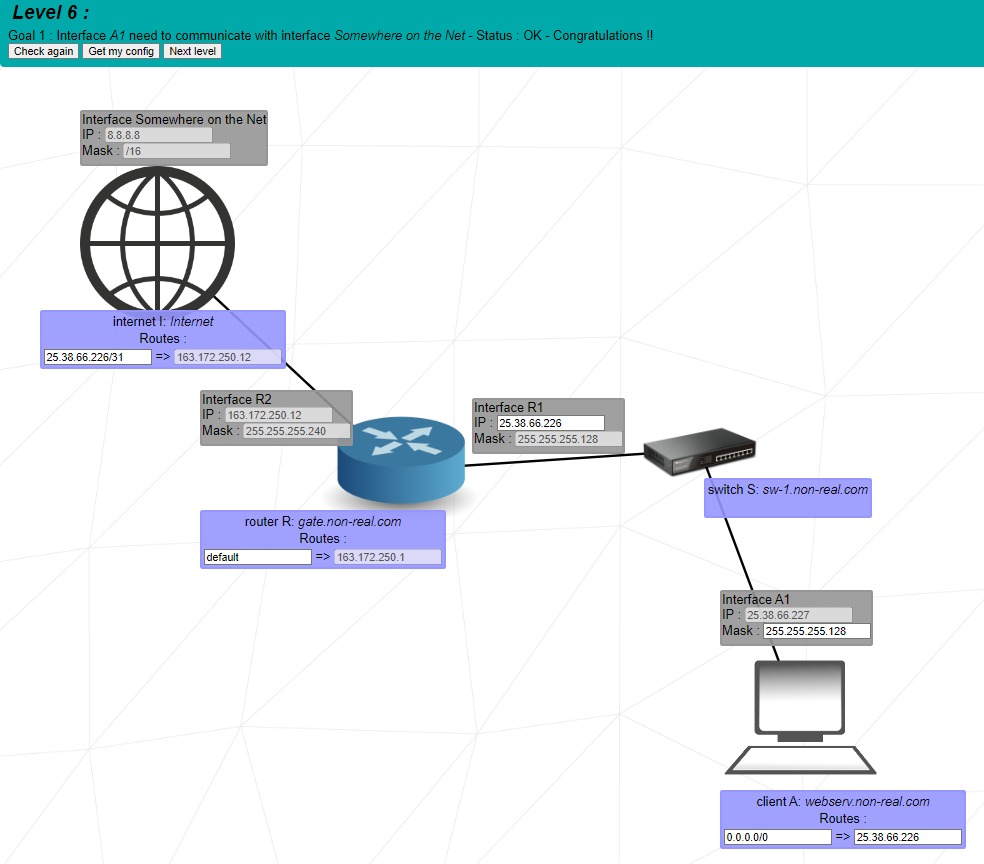 Level 6 :
Goal 1 : Interface A1 need to communicate with interface Somewhere on the Net - Status : OK - Congratulations !!
Check again Get my config Next level
Interface Somewhere on the Net
IP : 8.8.8.8
Mask : /16
internet I: Internet
Routes :
25.38.66.226/31 => 163.172.250.12
Interface R2
IP : 163.172.250.12
Mask : 255.255.255.240
Interface R1
IP : 25.38.66.226
Mask : 255.255.255.128
switch S: sw-1.non-real.com
router R: gate.non-real.com
Routes :
default => 163.172.250.1
Interface A1
IP : 25.38.66.227
Mask : 255.255.255.128
client A: webserv.non-real.com
Routes :
0.0.0.0/0 => 25.38.66.226